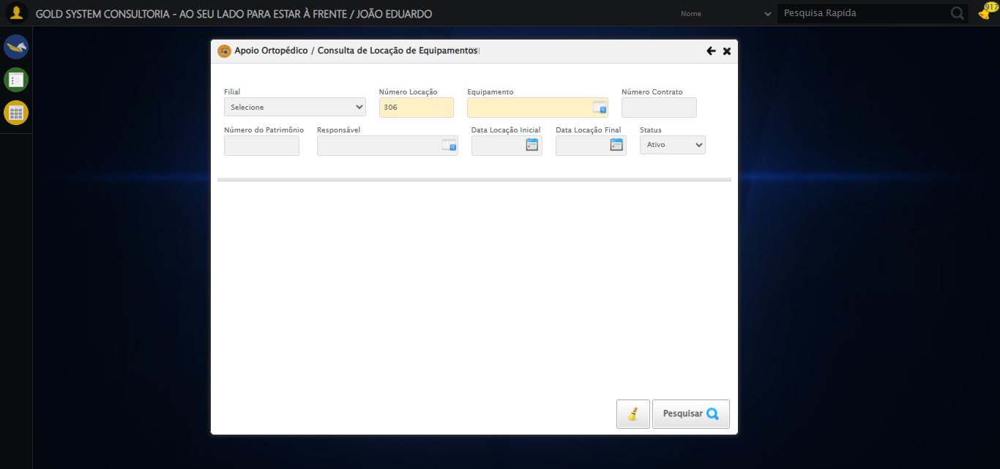 GOLD SYSTEM CONSULTORIA - AO SEU LADO PARA ESTAR À FRENTE / JOÃO EDUARDO
Nome
Pesquisa Rapida
917
Apoio Ortopédico / Consulta de Locação de Equipamentos
Filial
Número Locação
Equipamento
Número Contrato
Selecione
306
Número do Patrimônio
Responsável
Data Locação Inicial
Data Locação Final
Status
Ativo
Pesquisar